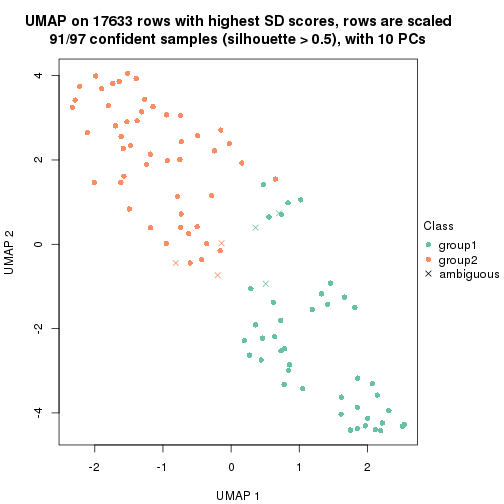 UMAP on 17633 rows with highest SD scores, rows are scaled
91/97 confident samples (silhouette > 0.5), with 10 PCs
4
2
0
-2
-4
UMAP 2
-2
-1
0
1
2
UMAP 1
Class
group1
group2
ambiguous